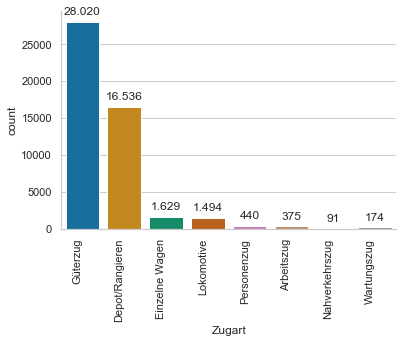 28.020
16.536
1.629
1.494
440
375
91
174
25000
20000
15000
10000
5000
0
count
Güterzug
Depot/Rangieren
Einzelne Wagen
Lokomotive
Personenzug
Arbeitszug
Nahverkehrszug
Wartungszug
Zugart